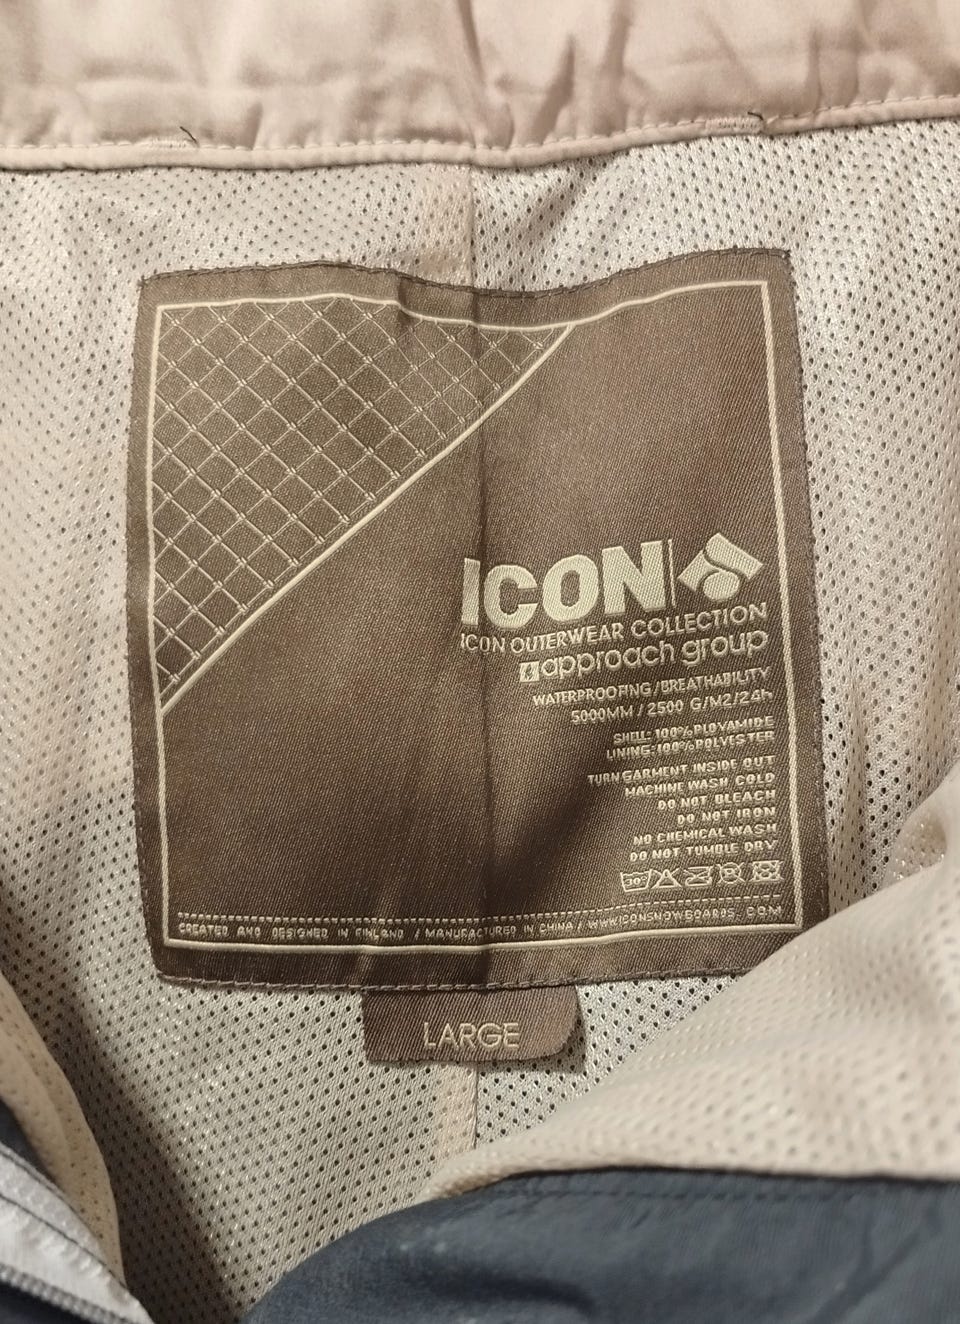 ICON
ICON OUTERWEAR COLLECTION
approach group
WATERPROOFING/BREATHABILITY
5000MM / 2500 G/M2/24h
SHELL: 100% PLOYAMIDE
LINING: 100% POLYESTER
TURN GARMENT INSIDE OUT
MACHINE WASH COLD
DO NOT BLEACH
DO NOT IRON
NO CHEMICAL WASH
DO NOT TUMBLE DRY
30°
CREATED AND DESIGNED IN FINLAND / MANUFACTURED IN CHINA / WWW.ICONSNOWBOARDS.COM
LARGE